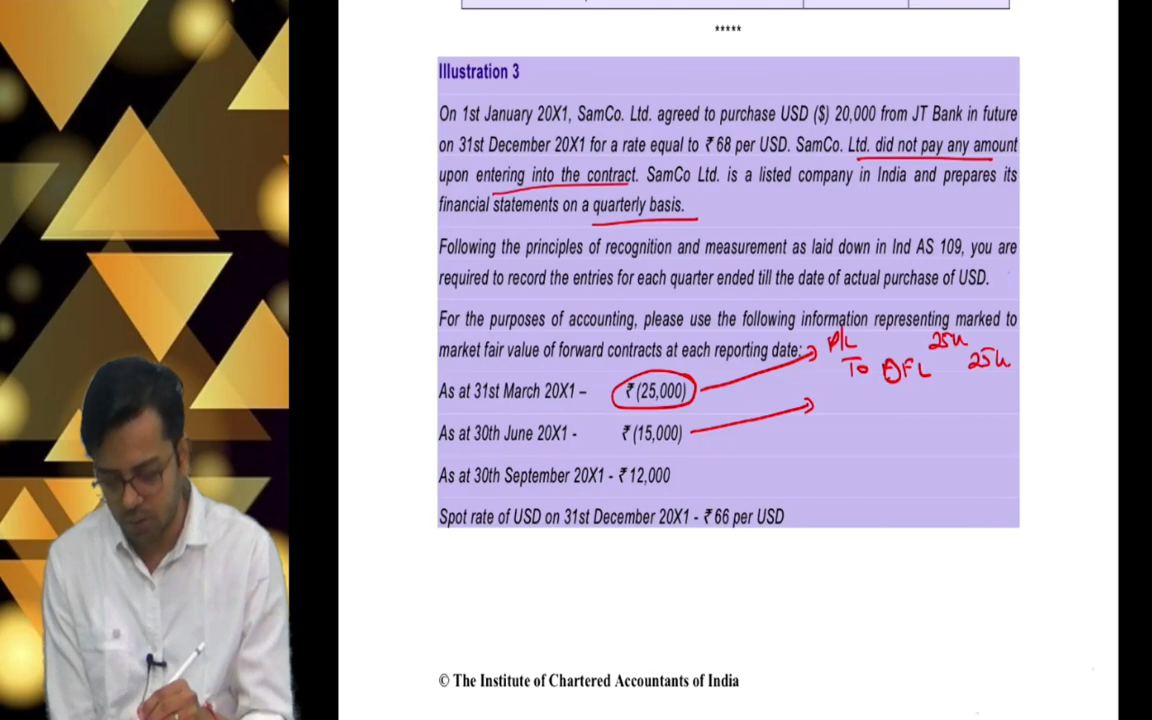 *****
Illustration 3
On 1st January 20X1, SamCo. Ltd. agreed to purchase USD ($) 20,000 from JT Bank in future
on 31st December 20X1 for a rate equal to ₹ 68 per USD. SamCo. Ltd. did not pay any amount
upon entering into the contract. SamCo Ltd. is a listed company in India and prepares its
financial statements on a quarterly basis.
Following the principles of recognition and measurement as laid down in Ind AS 109, you are
required to record the entries for each quarter ended till the date of actual purchase of USD.
For the purposes of accounting, please use the following information representing marked to
market fair value of forward contracts at each reporting date:
P/L 25k
To DFL 25k
As at 31st March 20X1 – ₹ (25,000)
As at 30th June 20X1 - ₹ (15,000)
As at 30th September 20X1 - ₹ 12,000
Spot rate of USD on 31st December 20X1 - ₹ 66 per USD
© The Institute of Chartered Accountants of India